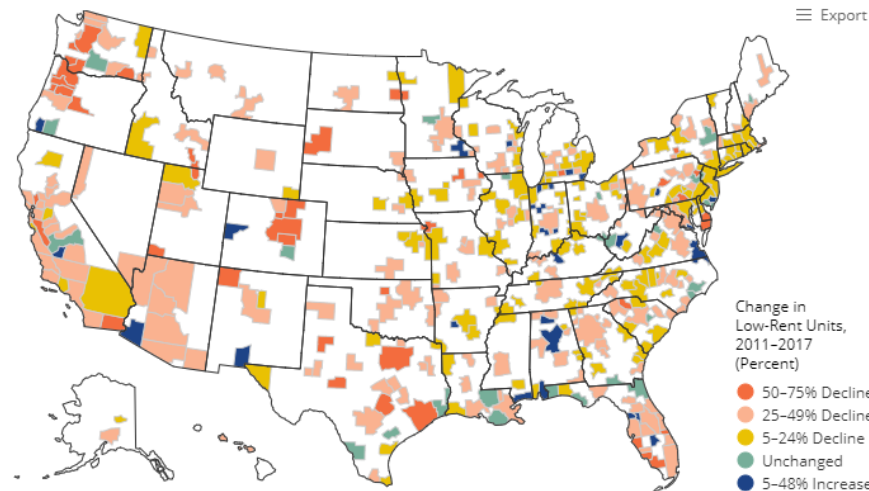 Export
Change in
Low-Rent Units,
2011–2017
(Percent)
50–75% Decline
25–49% Decline
5–24% Decline
Unchanged
5–48% Increase